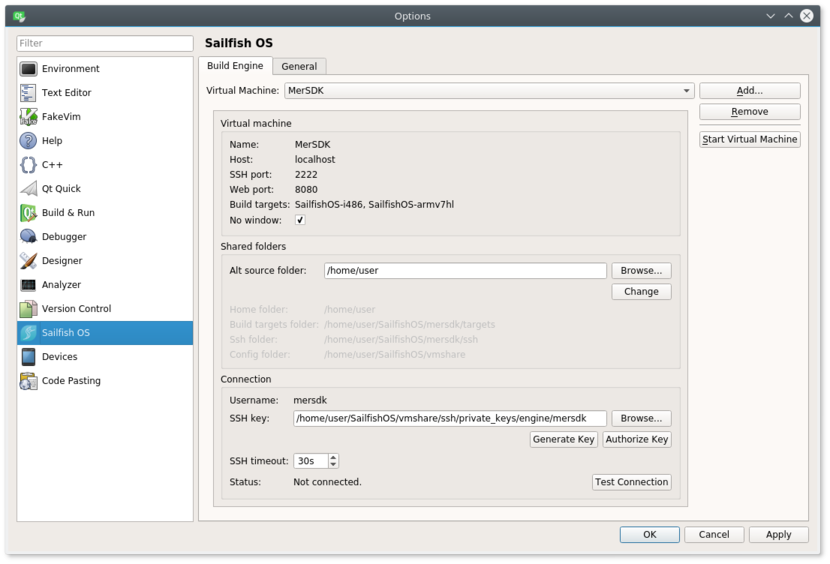 Options
Filter
Environment
Text Editor
FakeVim
Help
C++
Qt Quick
Build & Run
Debugger
Designer
Analyzer
Version Control
Sailfish OS
Devices
Code Pasting
Sailfish OS
Build Engine General
Virtual Machine: MerSDK Add...
Remove
Start Virtual Machine
Virtual machine
Name: MerSDK
Host: localhost
SSH port: 2222
Web port: 8080
Build targets: SailfishOS-i486, SailfishOS-armv7hl
No window:
Shared folders
Alt source folder: /home/user Browse...
Change
Home folder: /home/user
Build targets folder: /home/user/SailfishOS/mersdk/targets
Ssh folder: /home/user/SailfishOS/mersdk/ssh
Config folder: /home/user/SailfishOS/vmshare
Connection
Username: mersdk
SSH key: /home/user/SailfishOS/vmshare/ssh/private_keys/engine/mersdk Browse...
Generate Key Authorize Key
SSH timeout: 30s
Status: Not connected. Test Connection
OK Cancel Apply